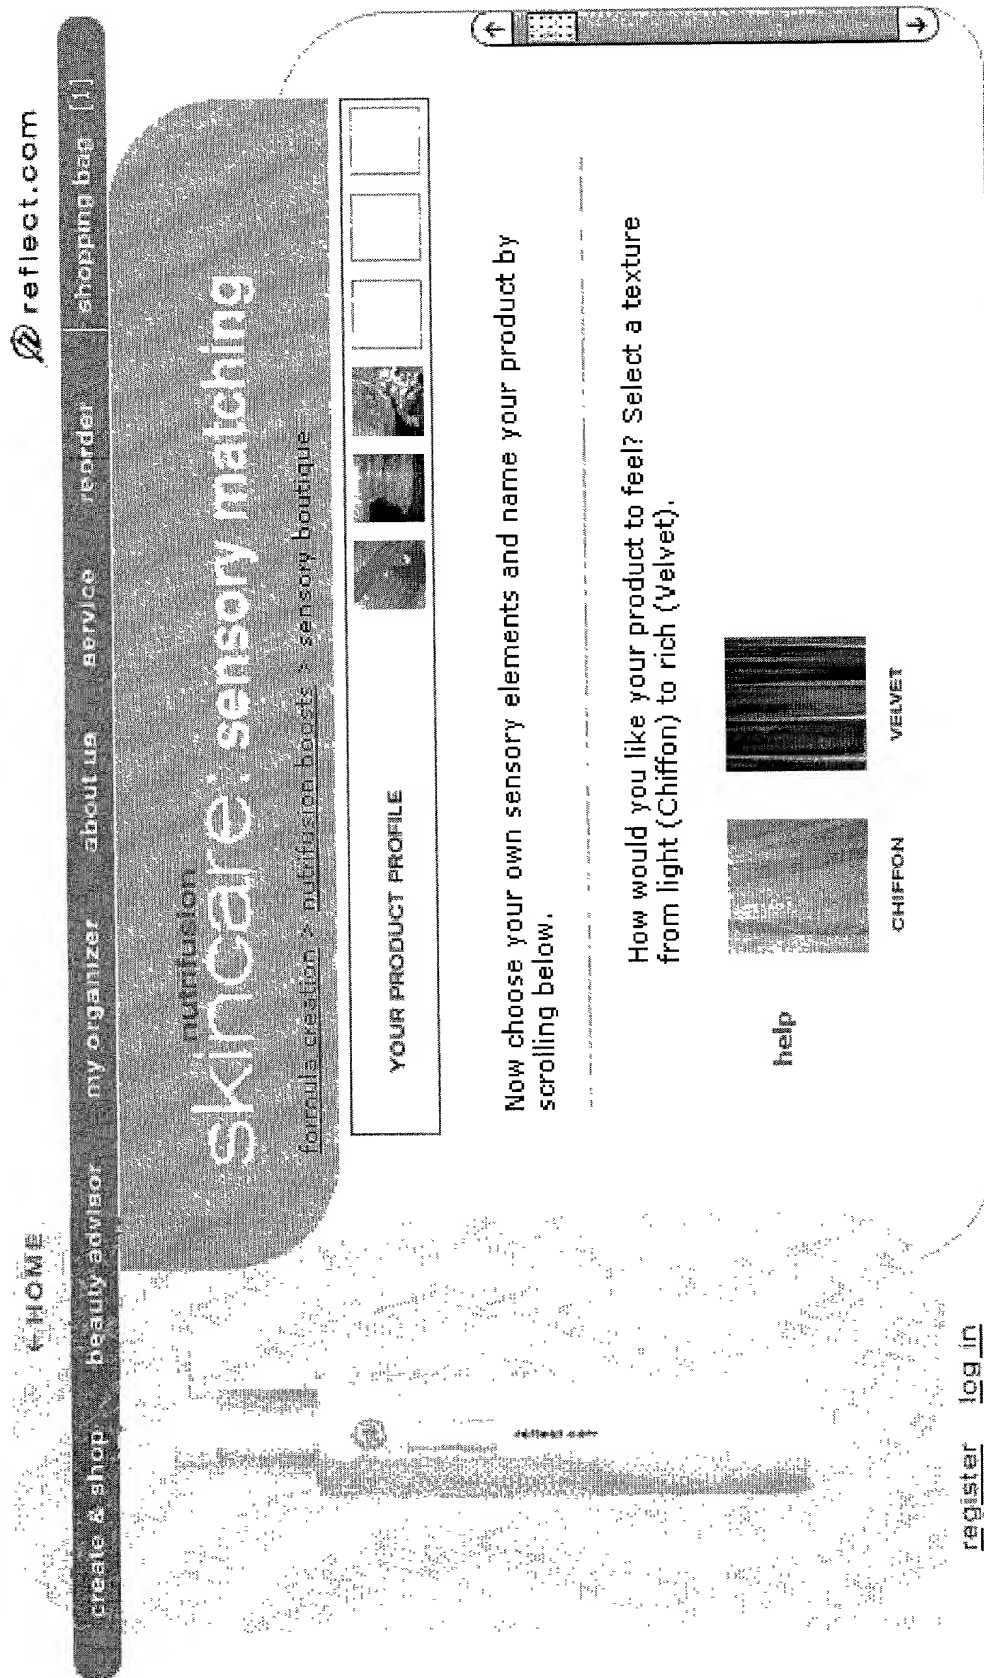 ← HOME
reflect.com
create & shop beauty advisor my organizer about us service reorder shopping bag [1]
nutrifusion
skincare: sensory matching
formula creation > nutrifusion boosts > sensory boutique
YOUR PRODUCT PROFILE
Now choose your own sensory elements and name your product by
scrolling below.
How would you like your product to feel? Select a texture
from light (Chiffon) to rich (Velvet).
help
CHIFFON
VELVET
reflect.com
register log in